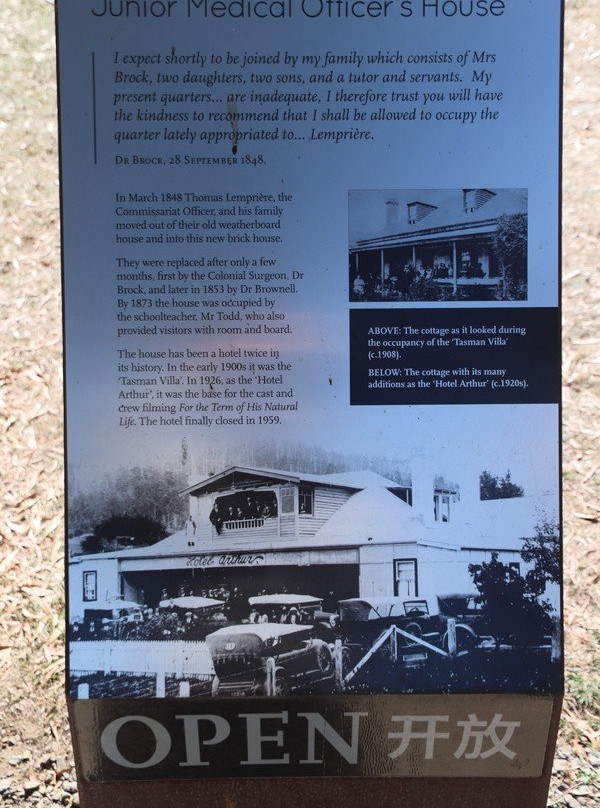 Junior Medical Officer's House
I expect shortly to be joined by my family which consists of Mrs
Brock, two daughters, two sons, and a tutor and servants. My
present quarters... are inadequate, I therefore trust you will have
the kindness to recommend that I shall be allowed to occupy the
quarter lately appropriated to... Lemprière.
Dr Brock, 28 September 1848.
In March 1848 Thomas Lemprière, the
Commissariat Officer, and his family
moved out of their old weatherboard
house and into this new brick house.
They were replaced after only a few
months, first by the Colonial Surgeon, Dr
Brock, and later in 1853 by Dr Brownell.
By 1873 the house was occupied by
the schoolteacher, Mr Todd, who also
provided visitors with room and board.
The house has been a hotel twice in
its history. In the early 1900s it was the
'Tasman Villa'. In 1926, as the 'Hotel
Arthur', it was the base for the cast and
crew filming For the Term of His Natural
Life. The hotel finally closed in 1959.
ABOVE: The cottage as it looked during
the occupancy of the 'Tasman Villa'
(c.1908).
BELOW: The cottage with its many
additions as the 'Hotel Arthur' (c.1920s).
Hotel Arthur.
OPEN 开放